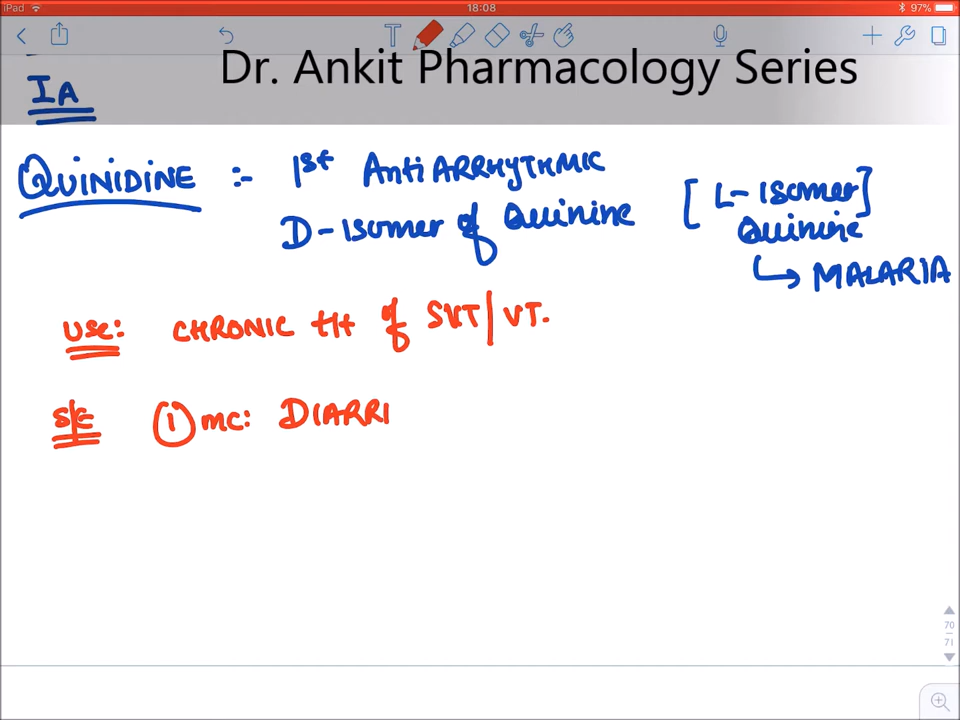 iPad 18:08 97%
T
Dr. Ankit Pharmacology Series
IA
QUINIDINE :- 1st AntiARRHYTHMIC
D-Isomer of Quinine [L-Isomer]
Quinine
↳ MALARIA
USE: CHRONIC ttt of SVT/VT.
S/E ① mc: DIARRI
70
71